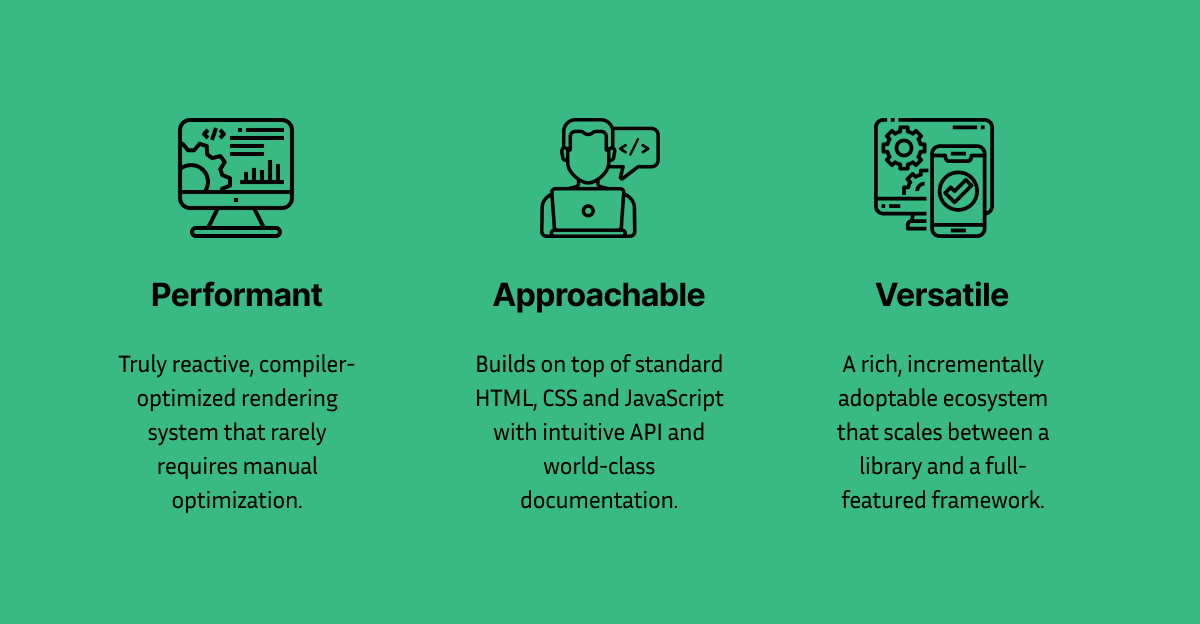 </>
</>
Performant
Truly reactive, compiler-
optimized rendering
system that rarely
requires manual
optimization.
Approachable
Builds on top of standard
HTML, CSS and JavaScript
with intuitive API and
world-class
documentation.
Versatile
A rich, incrementally
adoptable ecosystem
that scales between a
library and a full-
featured framework.